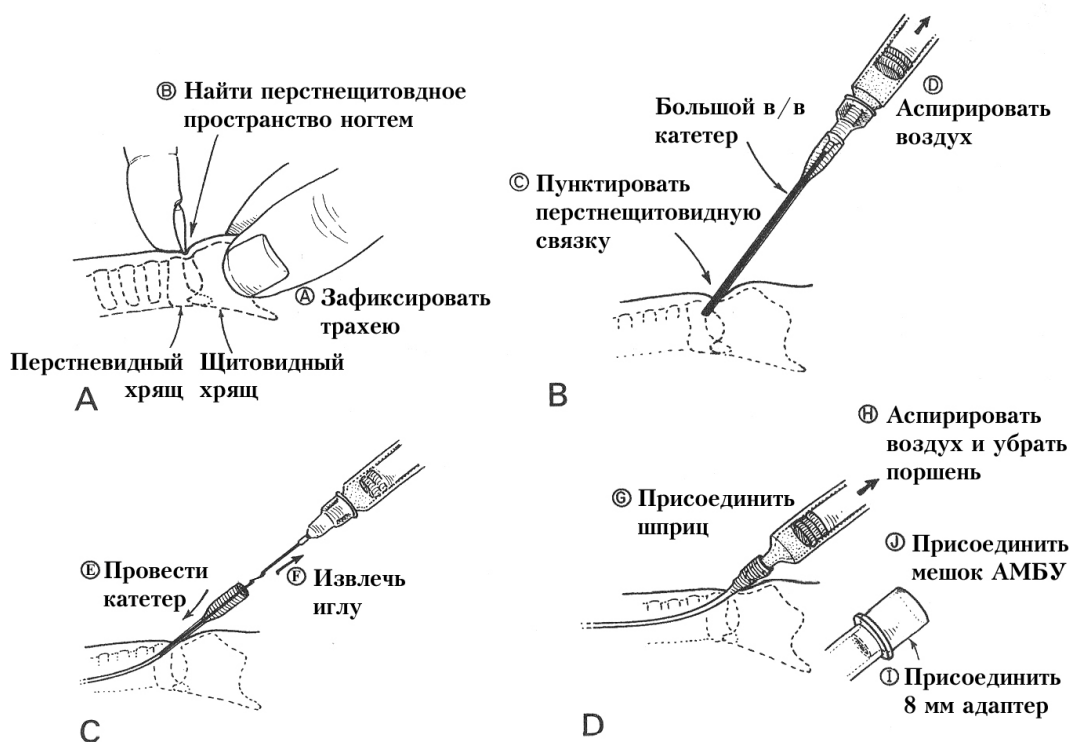 Ⓑ Найти перстнещитовдное
пространство ногтем
Ⓐ Зафиксировать
трахею
Перстневидный
хрящ
Щитовидный
хрящ
A
Большой в/в
катетер
Ⓓ
Аспирировать
воздух
Ⓒ Пунктировать
перстнещитовидную
связку
B
Ⓔ Провести
катетер
Ⓕ Извлечь
иглу
C
Ⓗ Аспирировать
воздух и убрать
поршень
Ⓖ Присоединить
шприц
Ⓙ Присоединить
мешок АМБУ
Ⓘ Присоединить
8 мм адаптер
D